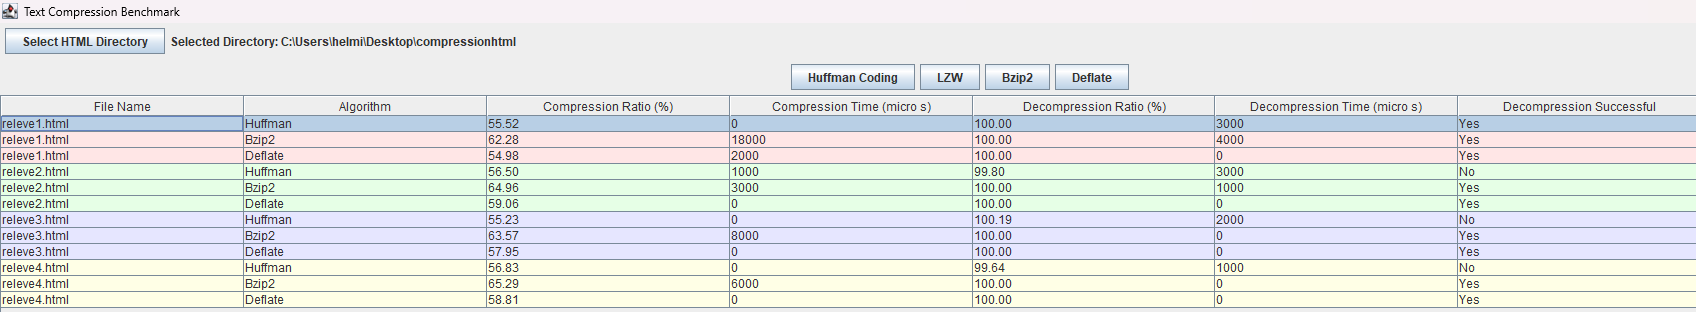 Text Compression Benchmark
Select HTML Directory Selected Directory: C:\Users\helmi\Desktop\compressionhtml
Huffman Coding LZW Bzip2 Deflate
File Name Algorithm Compression Ratio (%) Compression Time (micro s) Decompression Ratio (%) Decompression Time (micro s) Decompression Successful
releve1.html Huffman 55.52 0 100.00 3000 Yes
releve1.html Bzip2 62.28 18000 100.00 4000 Yes
releve1.html Deflate 54.98 2000 100.00 0 Yes
releve2.html Huffman 56.50 1000 99.80 3000 No
releve2.html Bzip2 64.96 3000 100.00 1000 Yes
releve2.html Deflate 59.06 0 100.00 0 Yes
releve3.html Huffman 55.23 0 100.19 2000 No
releve3.html Bzip2 63.57 8000 100.00 0 Yes
releve3.html Deflate 57.95 0 100.00 0 Yes
releve4.html Huffman 56.83 0 99.64 1000 No
releve4.html Bzip2 65.29 6000 100.00 0 Yes
releve4.html Deflate 58.81 0 100.00 0 Yes